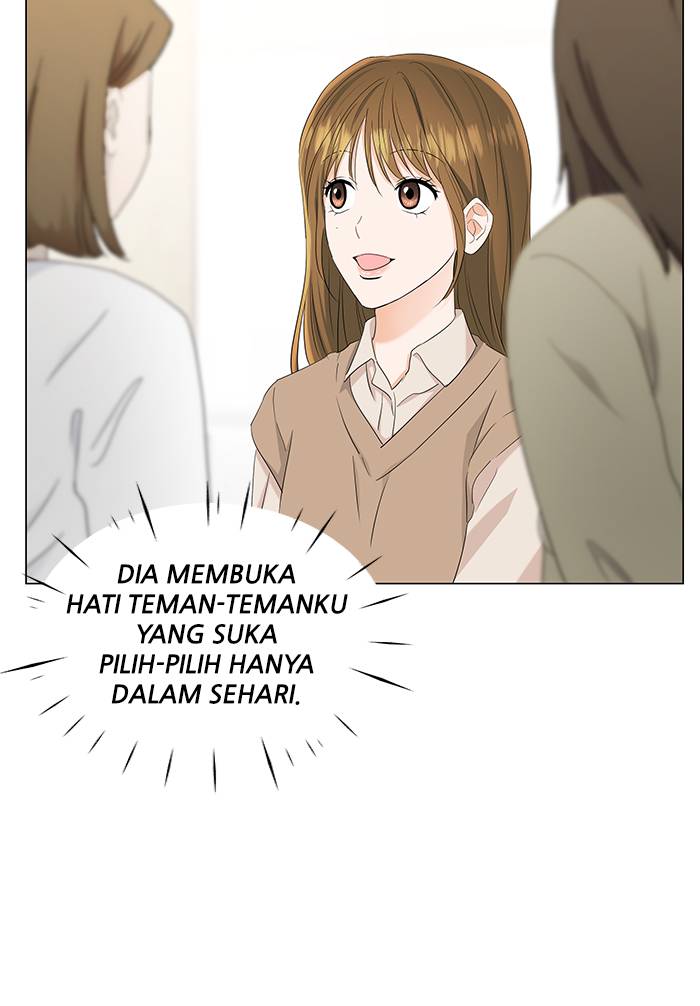 DIA MEMBUKA
HATI TEMAN-TEMANKU
YANG SUKA
PILIH-PILIH HANYA
DALAM SEHARI.